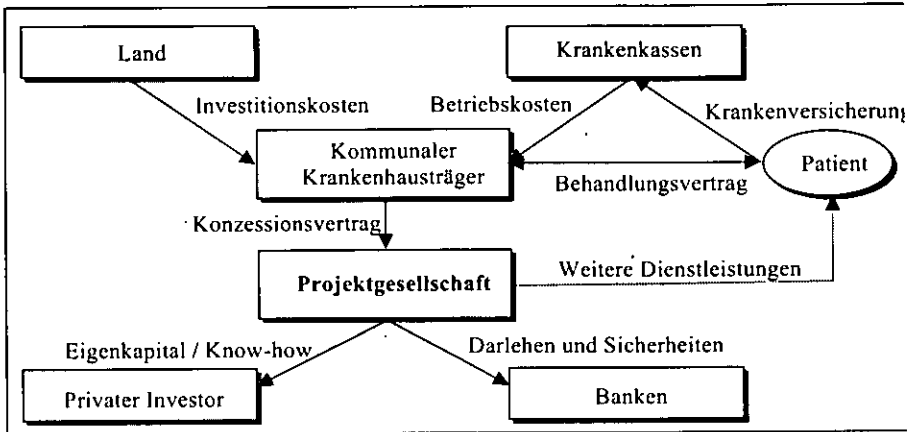 Land
Krankenkassen
Investitionskosten
Betriebskosten
Krankenversicherung
Kommunaler
Krankenhausträger
Patient
Behandlungsvertrag
Konzessionsvertrag
Projektgesellschaft
Weitere Dienstleistungen
Eigenkapital / Know-how
Darlehen und Sicherheiten
Privater Investor
Banken